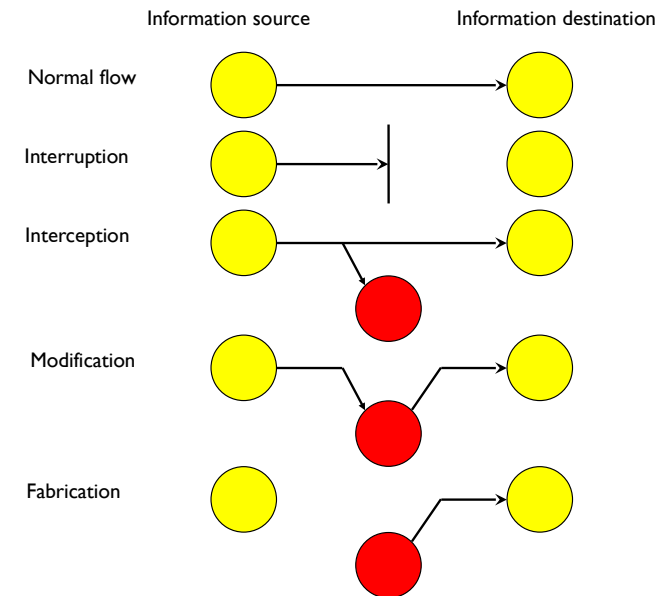 Information source
Information destination
Normal flow
Interruption
Interception
Modification
Fabrication